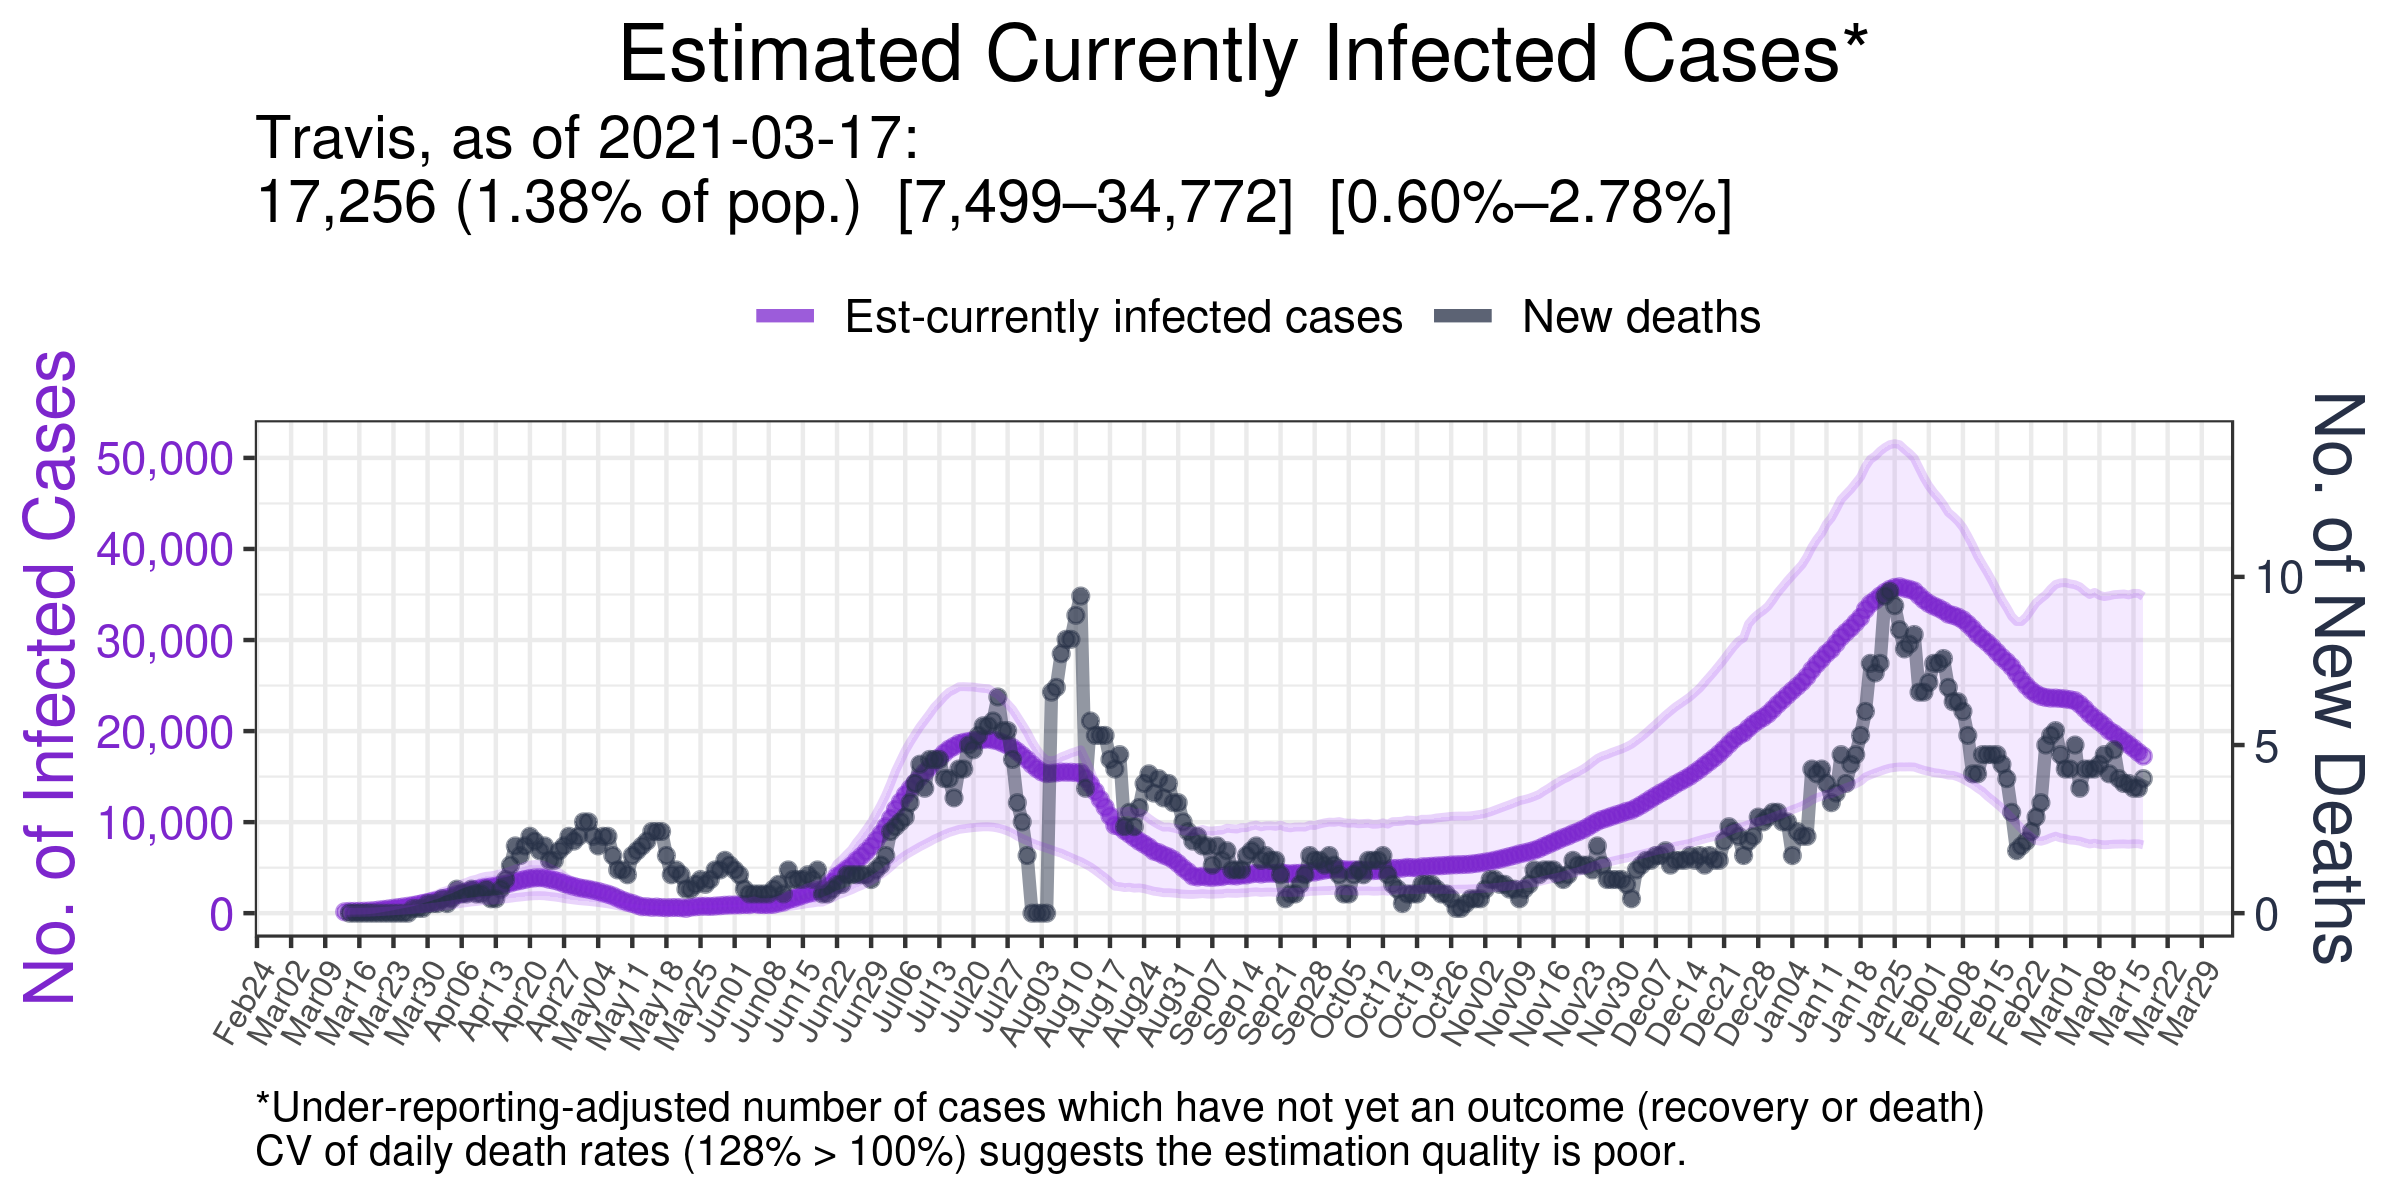 Estimated Currently Infected Cases*
Travis, as of 2021-03-17:
17,256 (1.38% of pop.)  [7,499–34,772]  [0.60%–2.78%]
Est-currently infected cases
New deaths
No. of Infected Cases
50,000
40,000
30,000
20,000
10,000
0
10
5
0
No. of New Deaths
Feb24
Mar02
Mar09
Mar16
Mar23
Mar30
Apr06
Apr13
Apr20
Apr27
May04
May11
May18
May25
Jun01
Jun08
Jun15
Jun22
Jun29
Jul06
Jul13
Jul20
Jul27
Aug03
Aug10
Aug17
Aug24
Aug31
Sep07
Sep14
Sep21
Sep28
Oct05
Oct12
Oct19
Oct26
Nov02
Nov09
Nov16
Nov23
Nov30
Dec07
Dec14
Dec21
Dec28
Jan04
Jan11
Jan18
Jan25
Feb01
Feb08
Feb15
Feb22
Mar01
Mar08
Mar15
Mar22
Mar29
*Under-reporting-adjusted number of cases which have not yet an outcome (recovery or death)
CV of daily death rates (128% > 100%) suggests the estimation quality is poor.